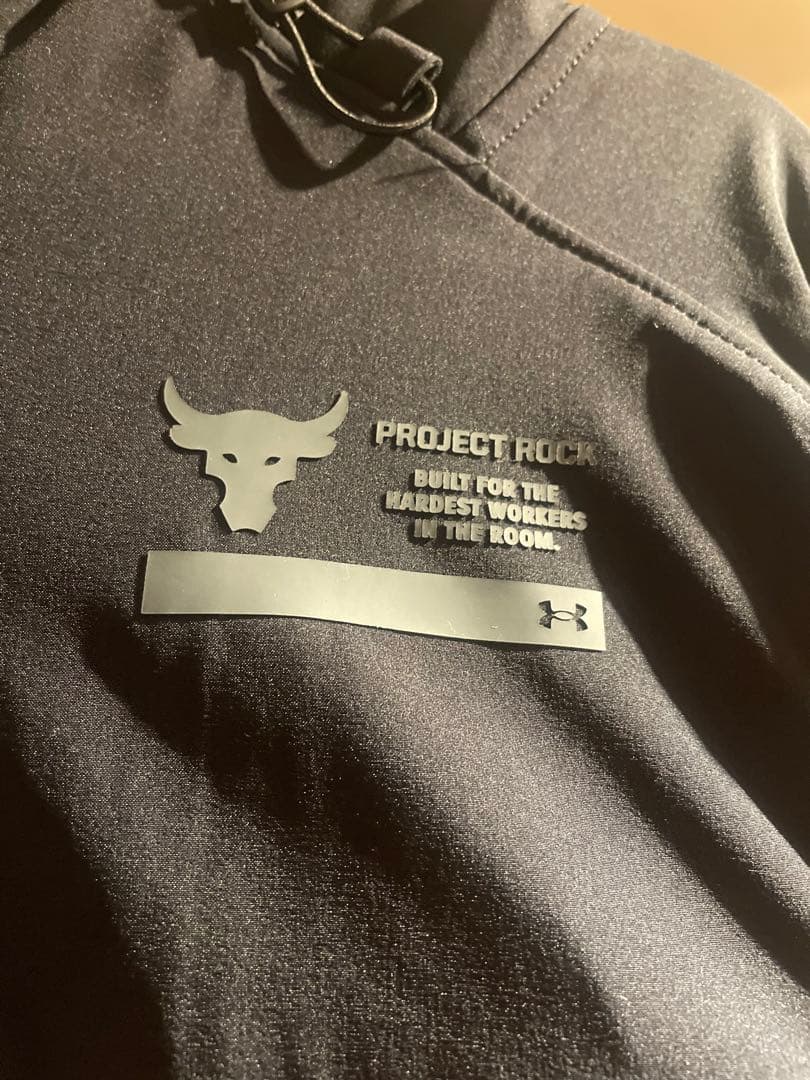 PROJECT ROCK
BUILT FOR THE
HARDEST WORKERS
IN THE ROOM.